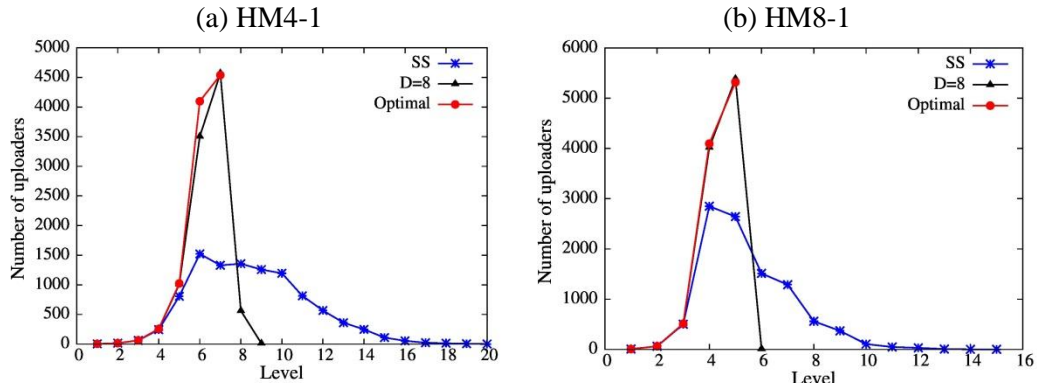 (a) HM4-1
5000
4500
4000
3500
3000
2500
2000
1500
1000
500
0
0 2 4 6 8 10 12 14 16 18 20
Number of uploaders
Level
SS
D=8
Optimal
(b) HM8-1
6000
5000
4000
3000
2000
1000
0
0 2 4 6 8 10 12 14 16
Number of uploaders
Level
SS
D=8
Optimal